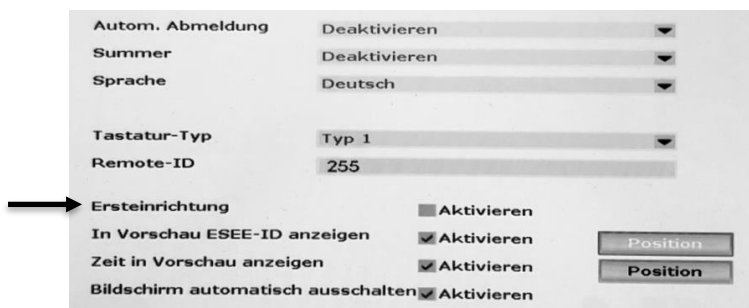 Autom. Abmeldung Deaktivieren
Summer Deaktivieren
Sprache Deutsch
Tastatur-Typ Typ 1
Remote-ID 255
Ersteinrichtung Aktivieren
In Vorschau ESEE-ID anzeigen Aktivieren Position
Zeit in Vorschau anzeigen Aktivieren Position
Bildschirm automatisch ausschalten Aktivieren